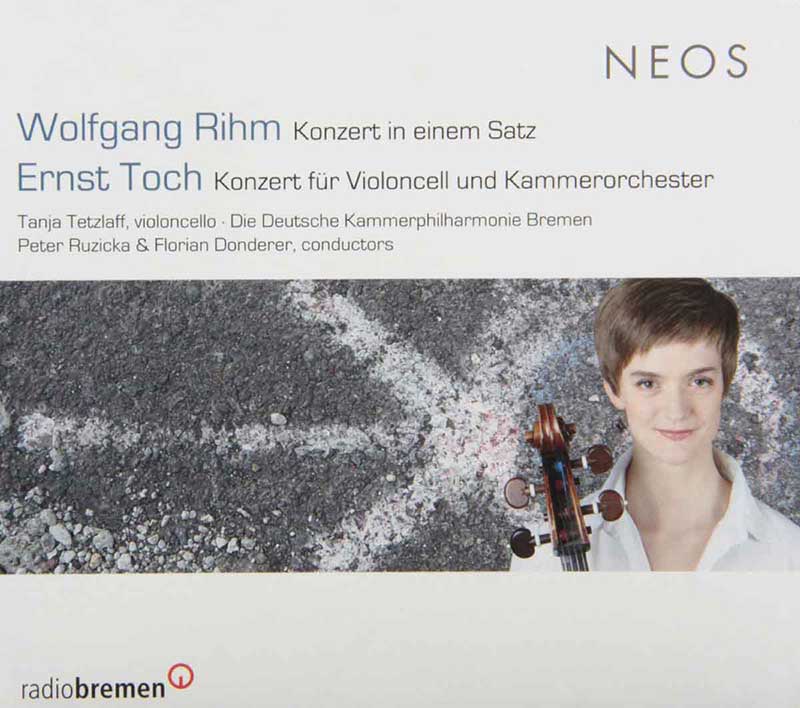 NEOS
Wolfgang Rihm Konzert in einem Satz
Ernst Toch Konzert für Violoncell und Kammerorchester
Tanja Tetzlaff, violoncello · Die Deutsche Kammerphilharmonie Bremen
Peter Ruzicka & Florian Donderer, conductors
radiobremen